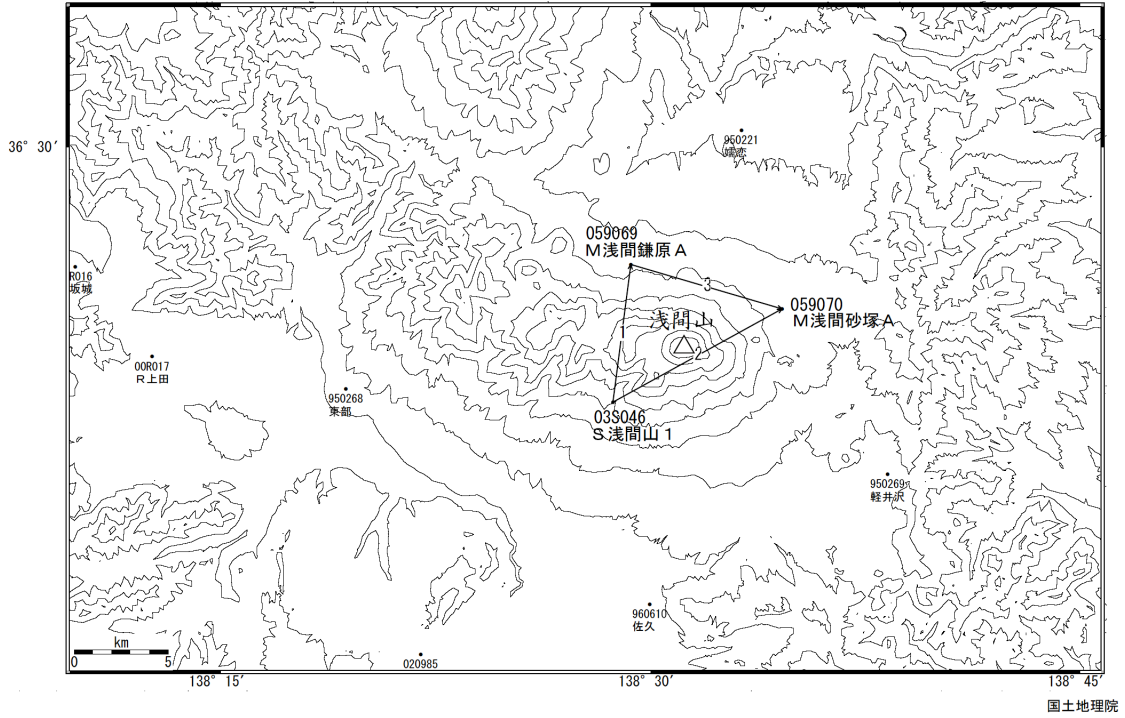 36° 30′
950221
嬬恋
059069
M浅間鎌原A
R016
坂城
3
059070
M浅間砂塚A
浅間山
1
2
00R017
R上田
950268
東部
03S046
S浅間山1
950269
軽井沢
960610
佐久
km
0 5
020985
138° 15′ 138° 30′ 138° 45′
国土地理院